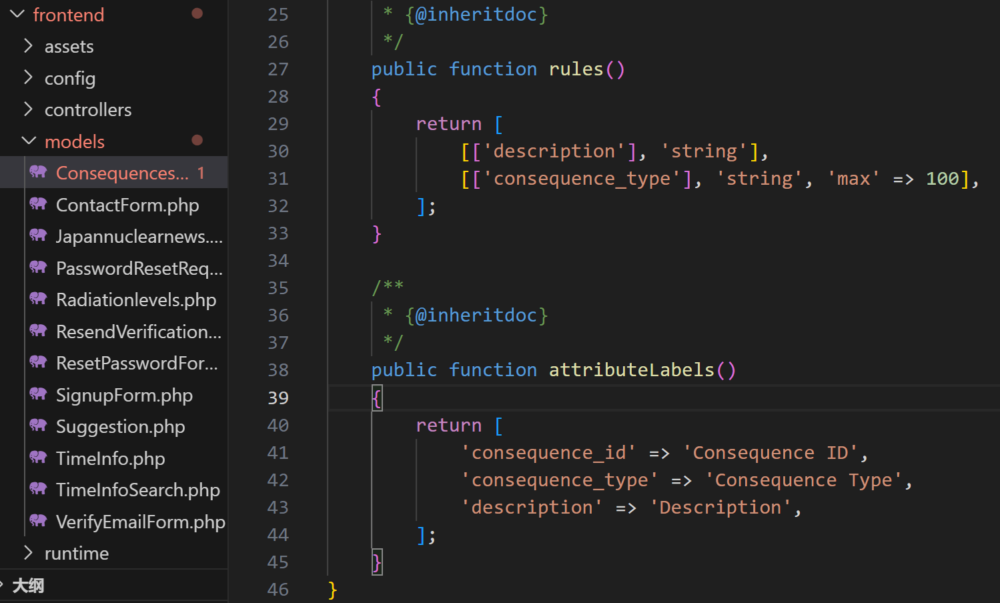 frontend
assets
config
controllers
models
Consequences... 1
ContactForm.php
Japannuclearnews....
PasswordResetReq...
Radiationlevels.php
ResendVerification...
ResetPasswordFor...
SignupForm.php
Suggestion.php
TimeInfo.php
TimeInfoSearch.php
VerifyEmailForm.php
runtime
大纲
25 * {@inheritdoc}
26 */
27 public function rules()
28 {
29 return [
30 [['description'], 'string'],
31 [['consequence_type'], 'string', 'max' => 100],
32 ];
33 }
34
35 /**
36 * {@inheritdoc}
37 */
38 public function attributeLabels()
39 {
40 return [
41 'consequence_id' => 'Consequence ID',
42 'consequence_type' => 'Consequence Type',
43 'description' => 'Description',
44 ];
45 }
46 }